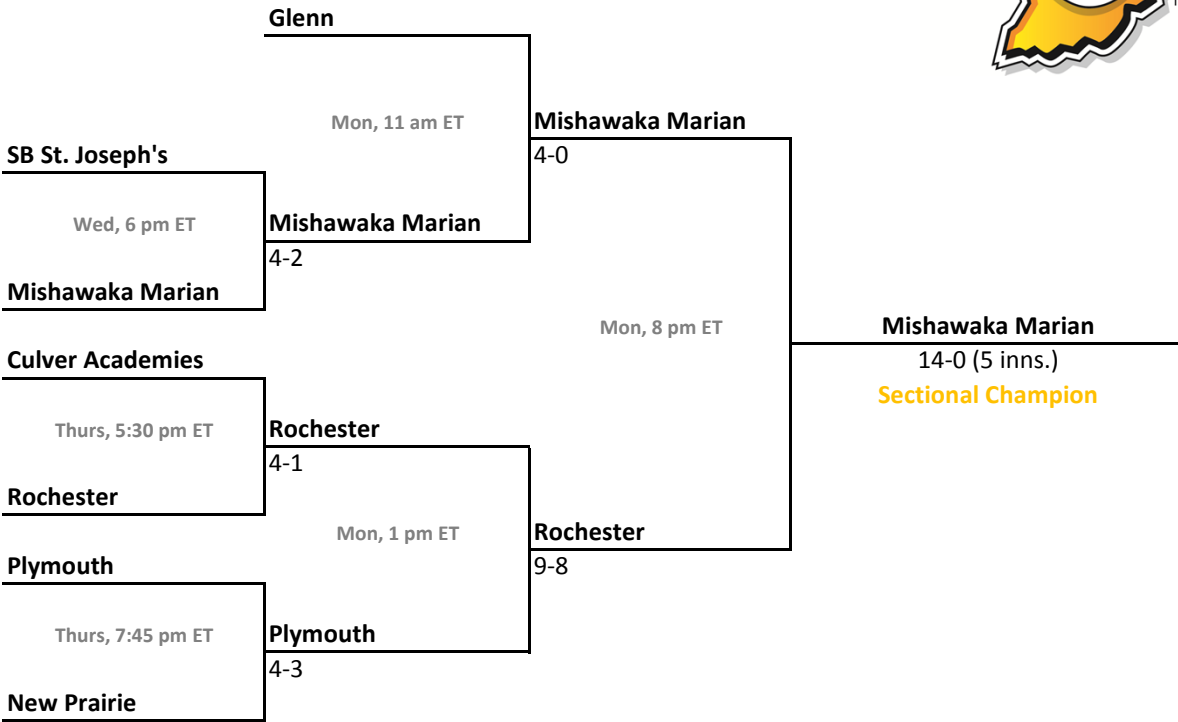 Glenn
Mon, 11 am ET
Mishawaka Marian
4-0
SB St. Joseph's
Wed, 6 pm ET
Mishawaka Marian
4-2
Mishawaka Marian
Mon, 8 pm ET
Mishawaka Marian
14-0 (5 inns.)
Sectional Champion
Culver Academies
Thurs, 5:30 pm ET
Rochester
4-1
Rochester
Mon, 1 pm ET
Rochester
9-8
Plymouth
Thurs, 7:45 pm ET
Plymouth
4-3
New Prairie